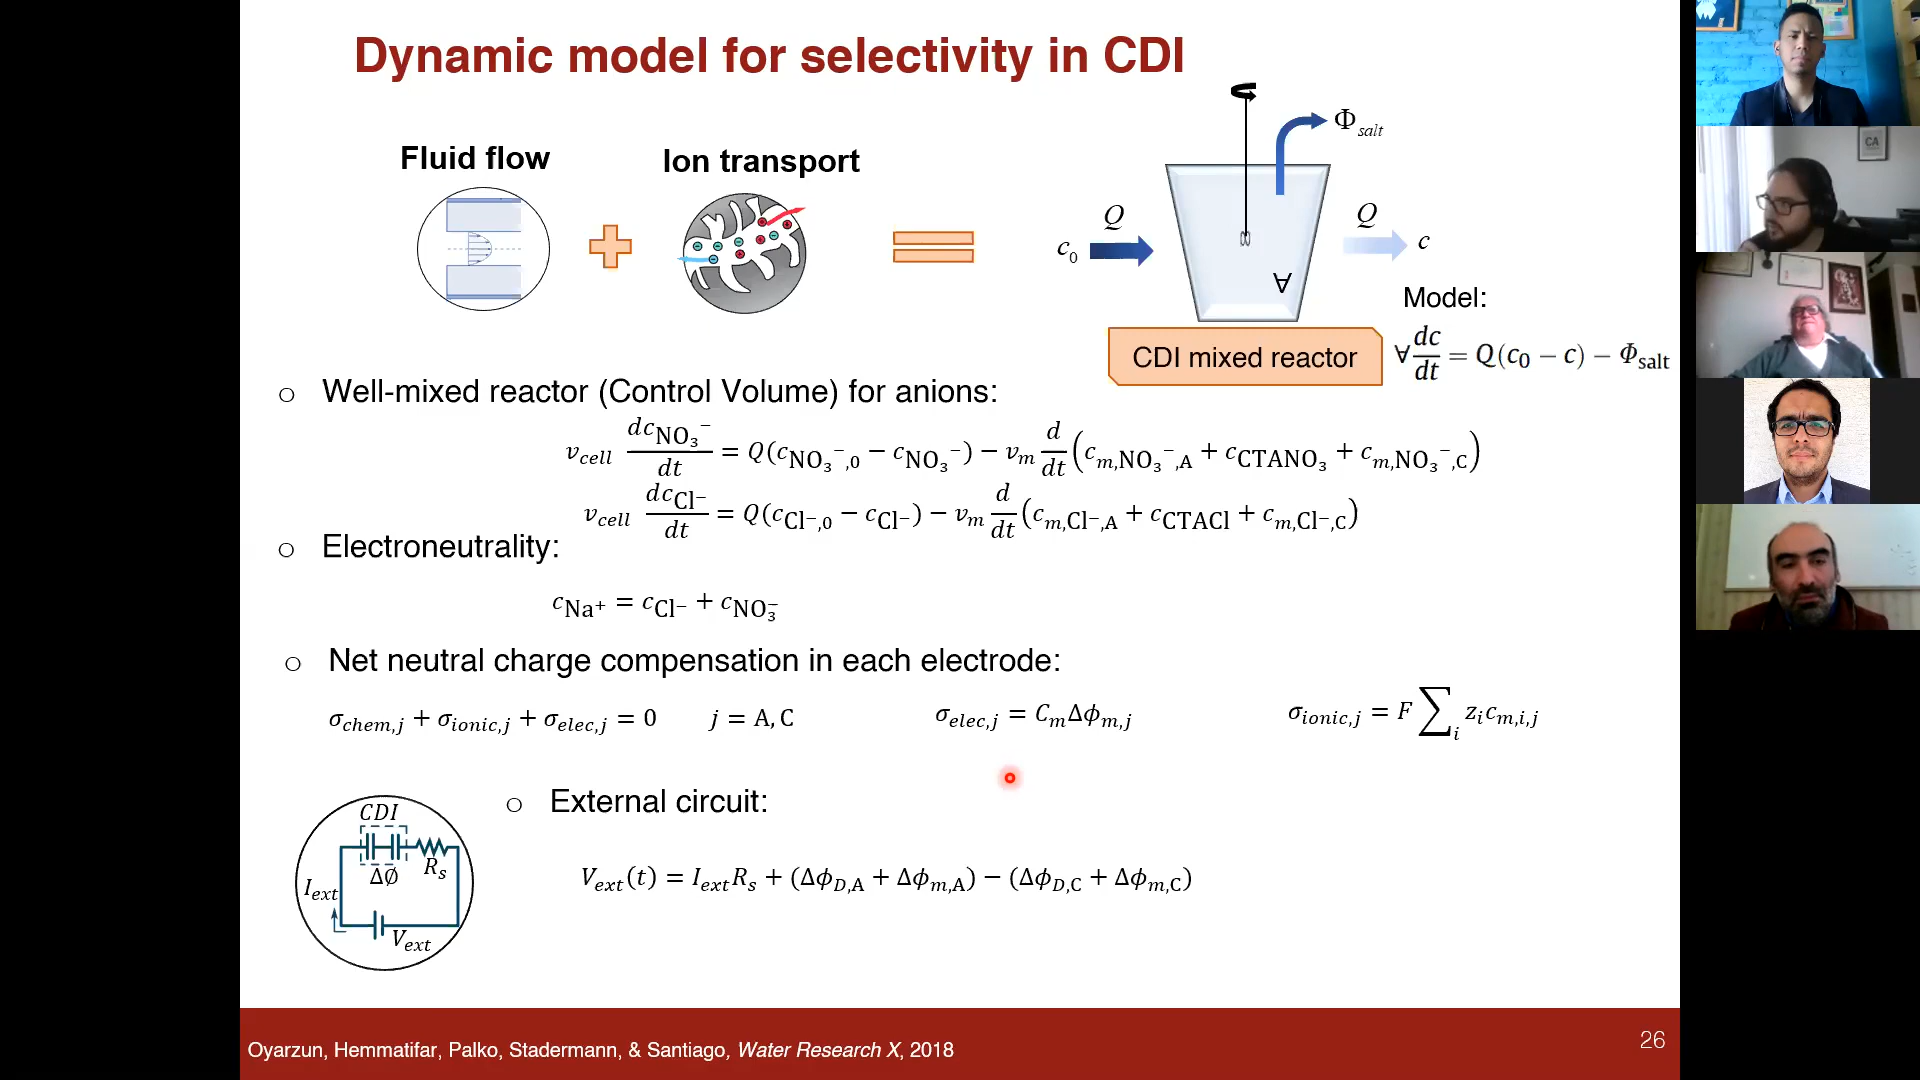 Dynamic model for selectivity in CDI
Fluid flow
Ion transport
Φ_salt
Q
c₀
Q
c
∀
Model:
CDI mixed reactor
∀ dc/dt = Q(c₀ − c) − Φ_salt
o Well-mixed reactor (Control Volume) for anions:
v_cell dc_NO₃⁻/dt = Q(c_NO₃⁻,0 − c_NO₃⁻) − v_m d/dt (c_m,NO₃⁻,A + c_CTANO₃ + c_m,NO₃⁻,C)
v_cell dc_Cl⁻/dt = Q(c_Cl⁻,0 − c_Cl⁻) − v_m d/dt (c_m,Cl⁻,A + c_CTACl + c_m,Cl⁻,C)
o Electroneutrality:
c_Na⁺ = c_Cl⁻ + c_NO₃⁻
o Net neutral charge compensation in each electrode:
σ_chem,j + σ_ionic,j + σ_elec,j = 0 j = A, C σ_elec,j = C_m Δϕ_m,j σ_ionic,j = F ∑_i z_i c_m,i,j
o External circuit:
CDI
ΔØ
R_s
I_ext
V_ext
V_ext(t) = I_ext R_s + (Δϕ_D,A + Δϕ_m,A) − (Δϕ_D,C + Δϕ_m,C)
Oyarzun, Hemmatifar, Palko, Stadermann, & Santiago, Water Research X, 2018
26
CA